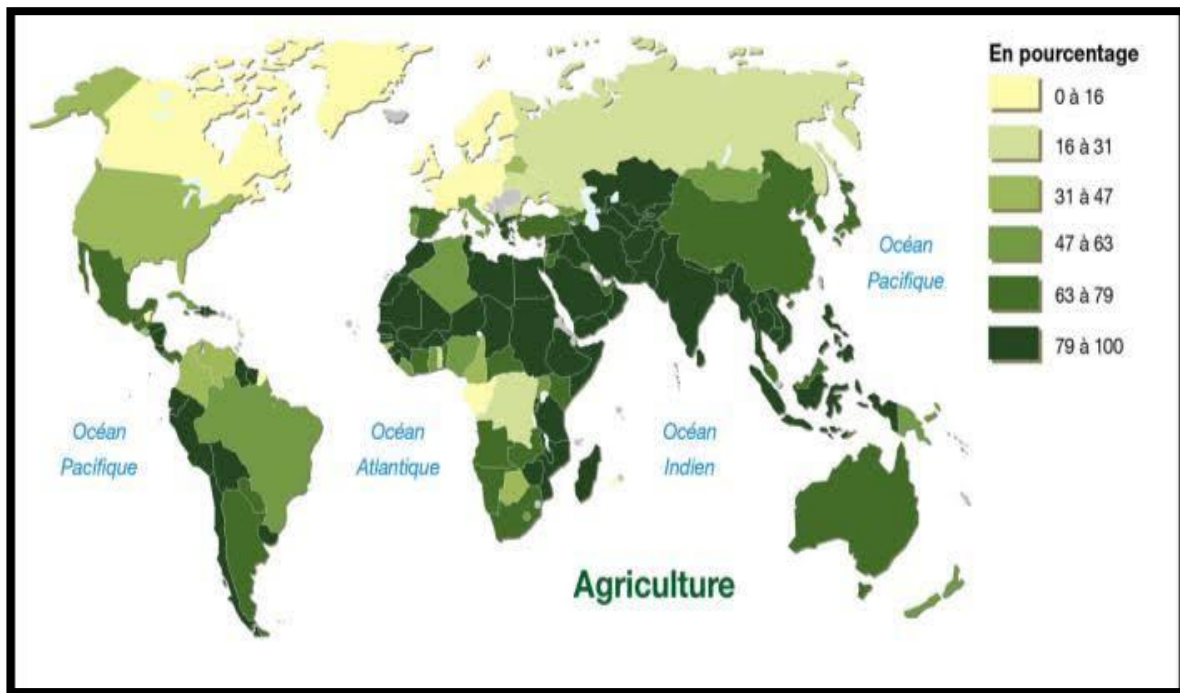 En pourcentage
0 à 16
16 à 31
31 à 47
47 à 63
63 à 79
79 à 100
Océan
Pacifique
Océan
Pacifique
Océan
Atlantique
Océan
Indien
Agriculture